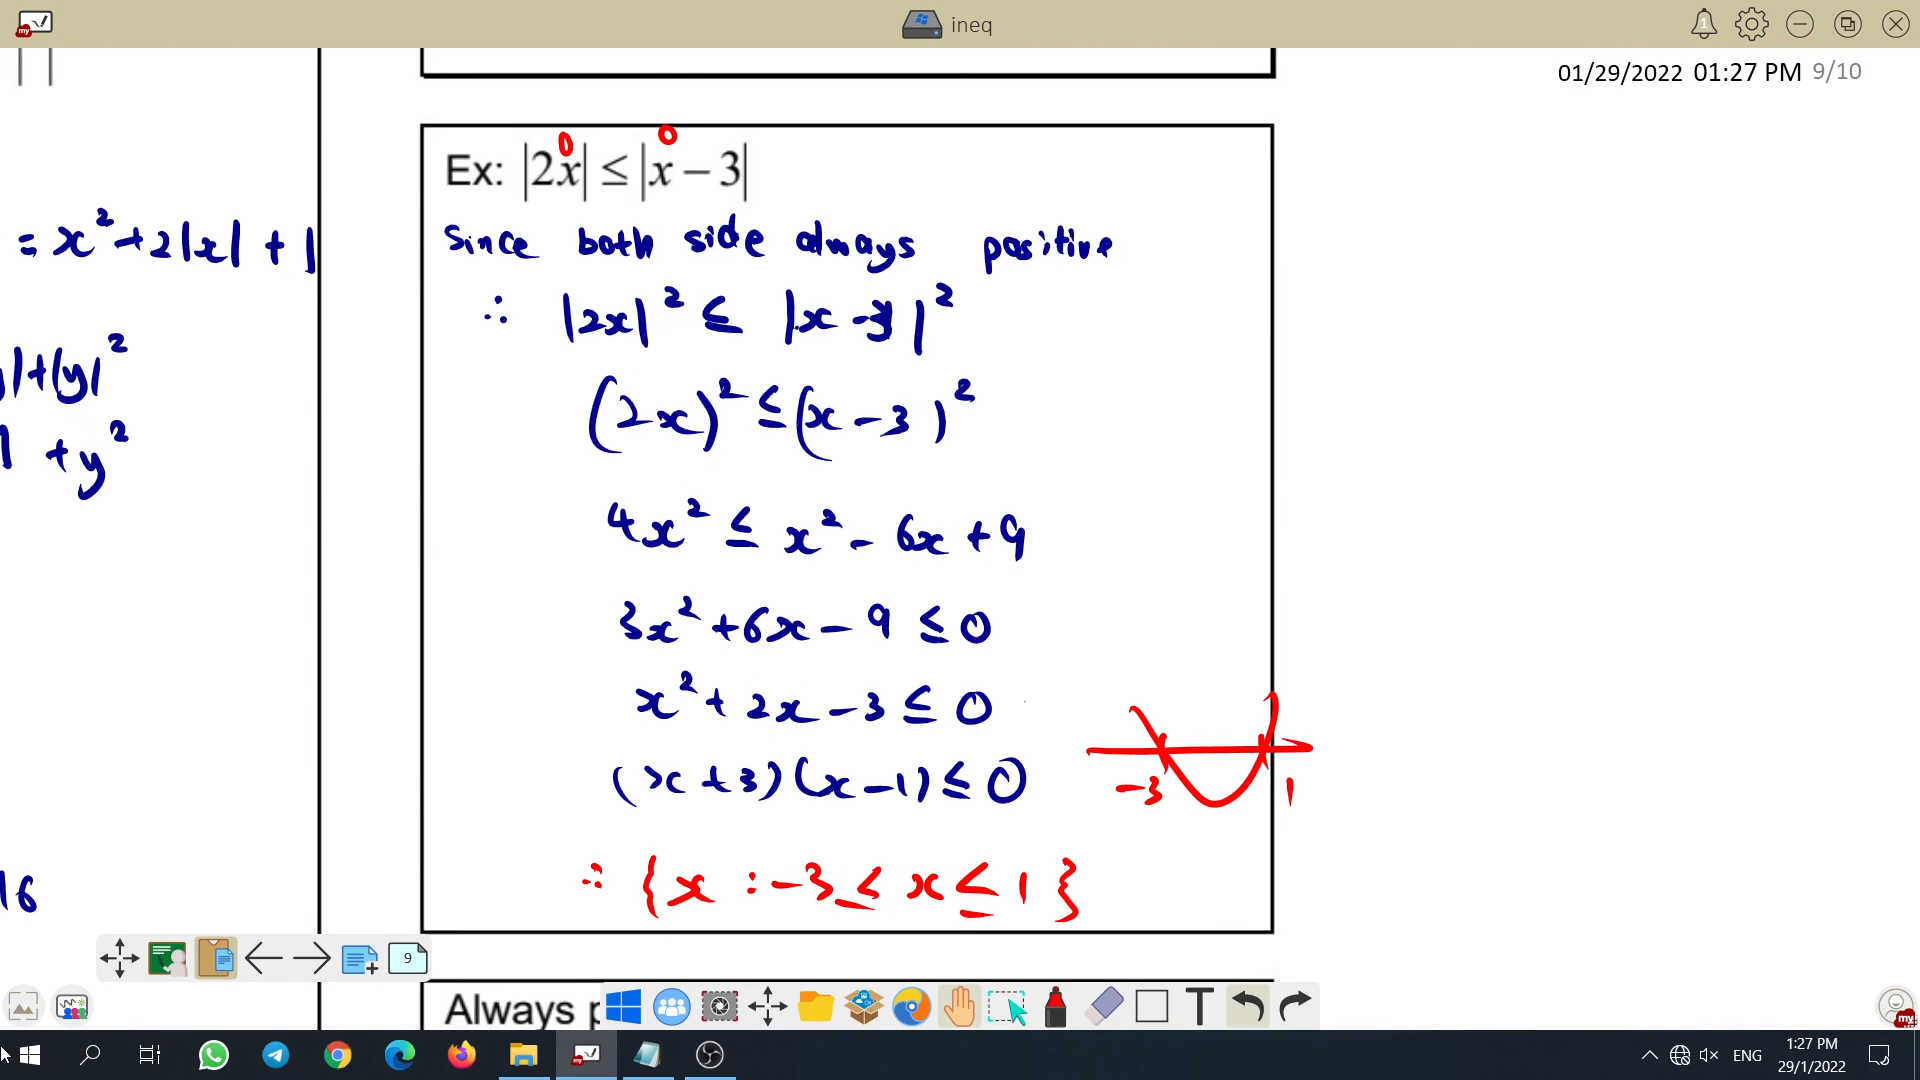 ineq
01/29/2022 01:27 PM 9/10
= x² + 2|x| + |
|+|y|²
+ y²
16
0 0
Ex: |2x| ≤ |x − 3|
Since both side always positive
∴ |2x|² ≤ |x − 3|²
(2x)² ≤ (x − 3)²
4x² ≤ x² − 6x + 9
3x² + 6x − 9 ≤ 0
x² + 2x − 3 ≤ 0
(x + 3)(x − 1) ≤ 0
−3 1
∴ {x : −3 ≤ x ≤ 1}
9
Always
T
my
ENG
1:27 PM
29/1/2022